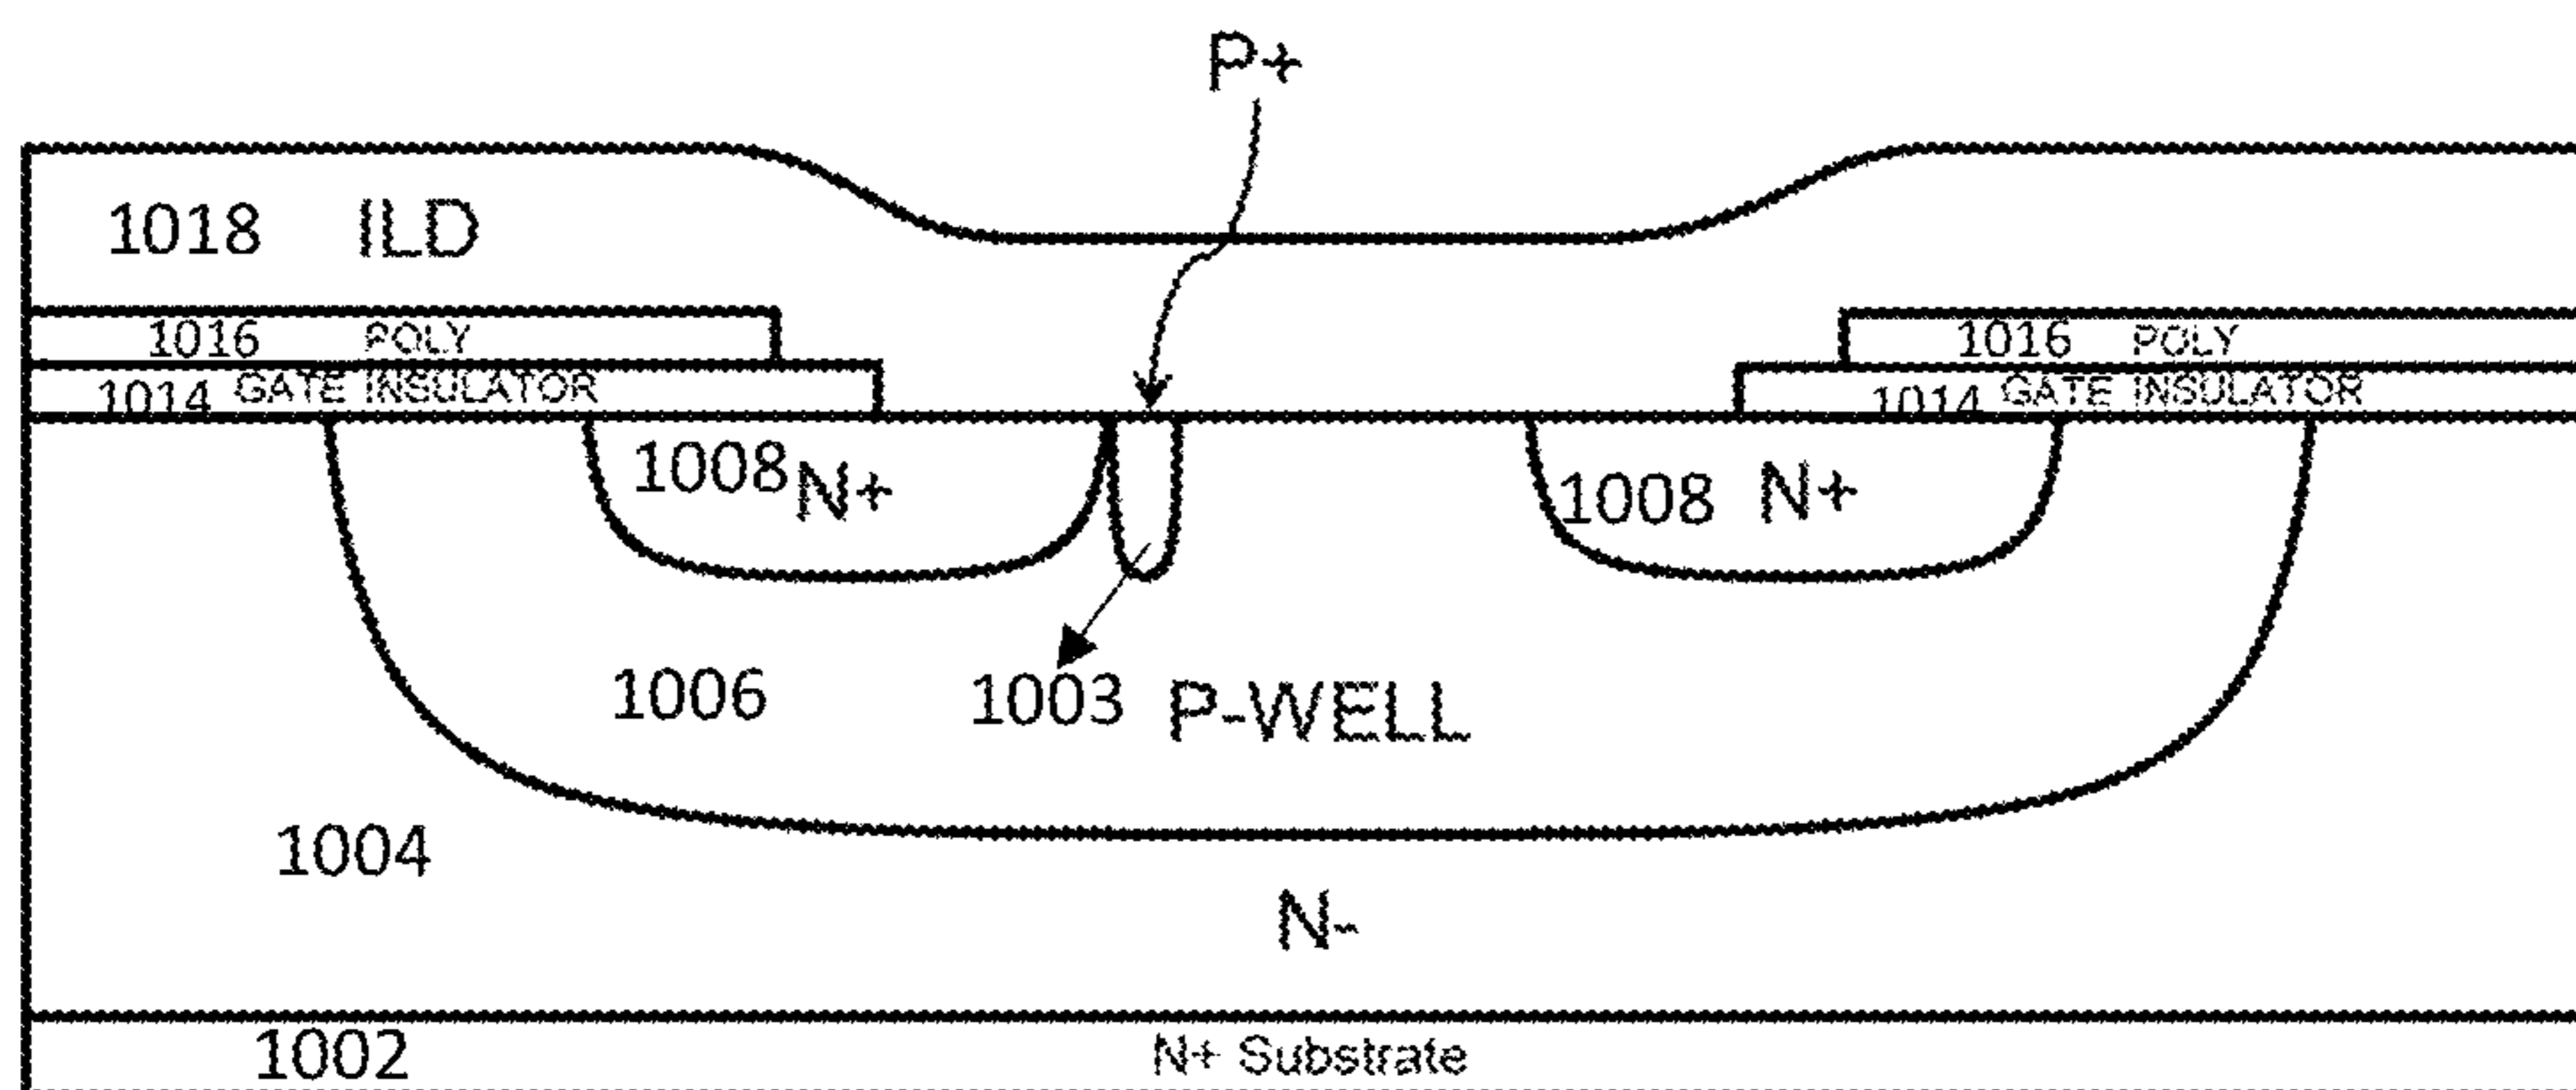 P+
1018 ILD
1016 POLY
1016 POLY
1014 GATE INSULATOR
1014 GATE INSULATOR
1008 N+
1008 N+
1006
1003 P-WELL
1004
N-
1002
N+ Substrate